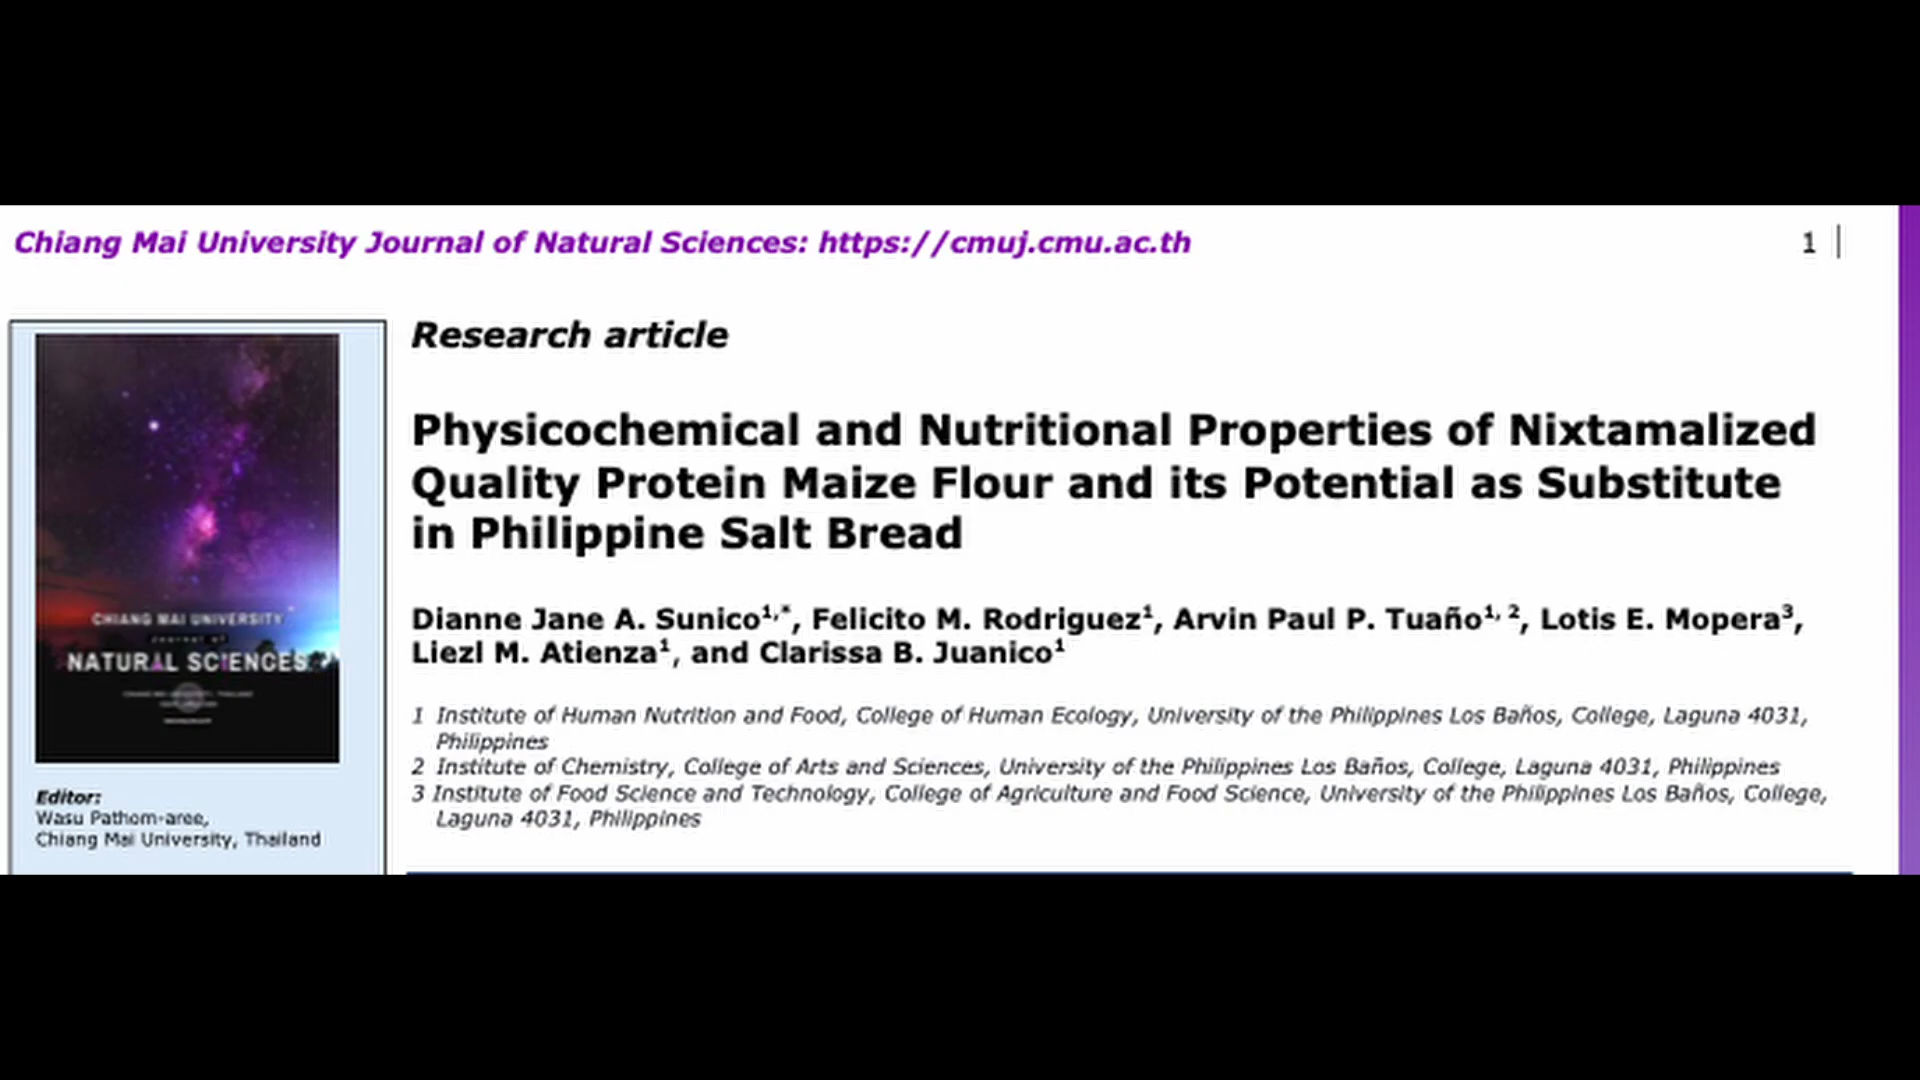 Chiang Mai University Journal of Natural Sciences: https://cmuj.cmu.ac.th
1
Research article
Physicochemical and Nutritional Properties of Nixtamalized
Quality Protein Maize Flour and its Potential as Substitute
in Philippine Salt Bread
Dianne Jane A. Sunico1,*, Felicito M. Rodriguez1, Arvin Paul P. Tuaño1, 2, Lotis E. Mopera3,
Liezl M. Atienza1, and Clarissa B. Juanico1
1 Institute of Human Nutrition and Food, College of Human Ecology, University of the Philippines Los Baños, College, Laguna 4031,
Philippines
2 Institute of Chemistry, College of Arts and Sciences, University of the Philippines Los Baños, College, Laguna 4031, Philippines
3 Institute of Food Science and Technology, College of Agriculture and Food Science, University of the Philippines Los Baños, College,
Laguna 4031, Philippines
CHIANG MAI UNIVERSITY
Journal of
NATURAL SCIENCES
Editor:
Wasu Pathom-aree,
Chiang Mai University, Thailand